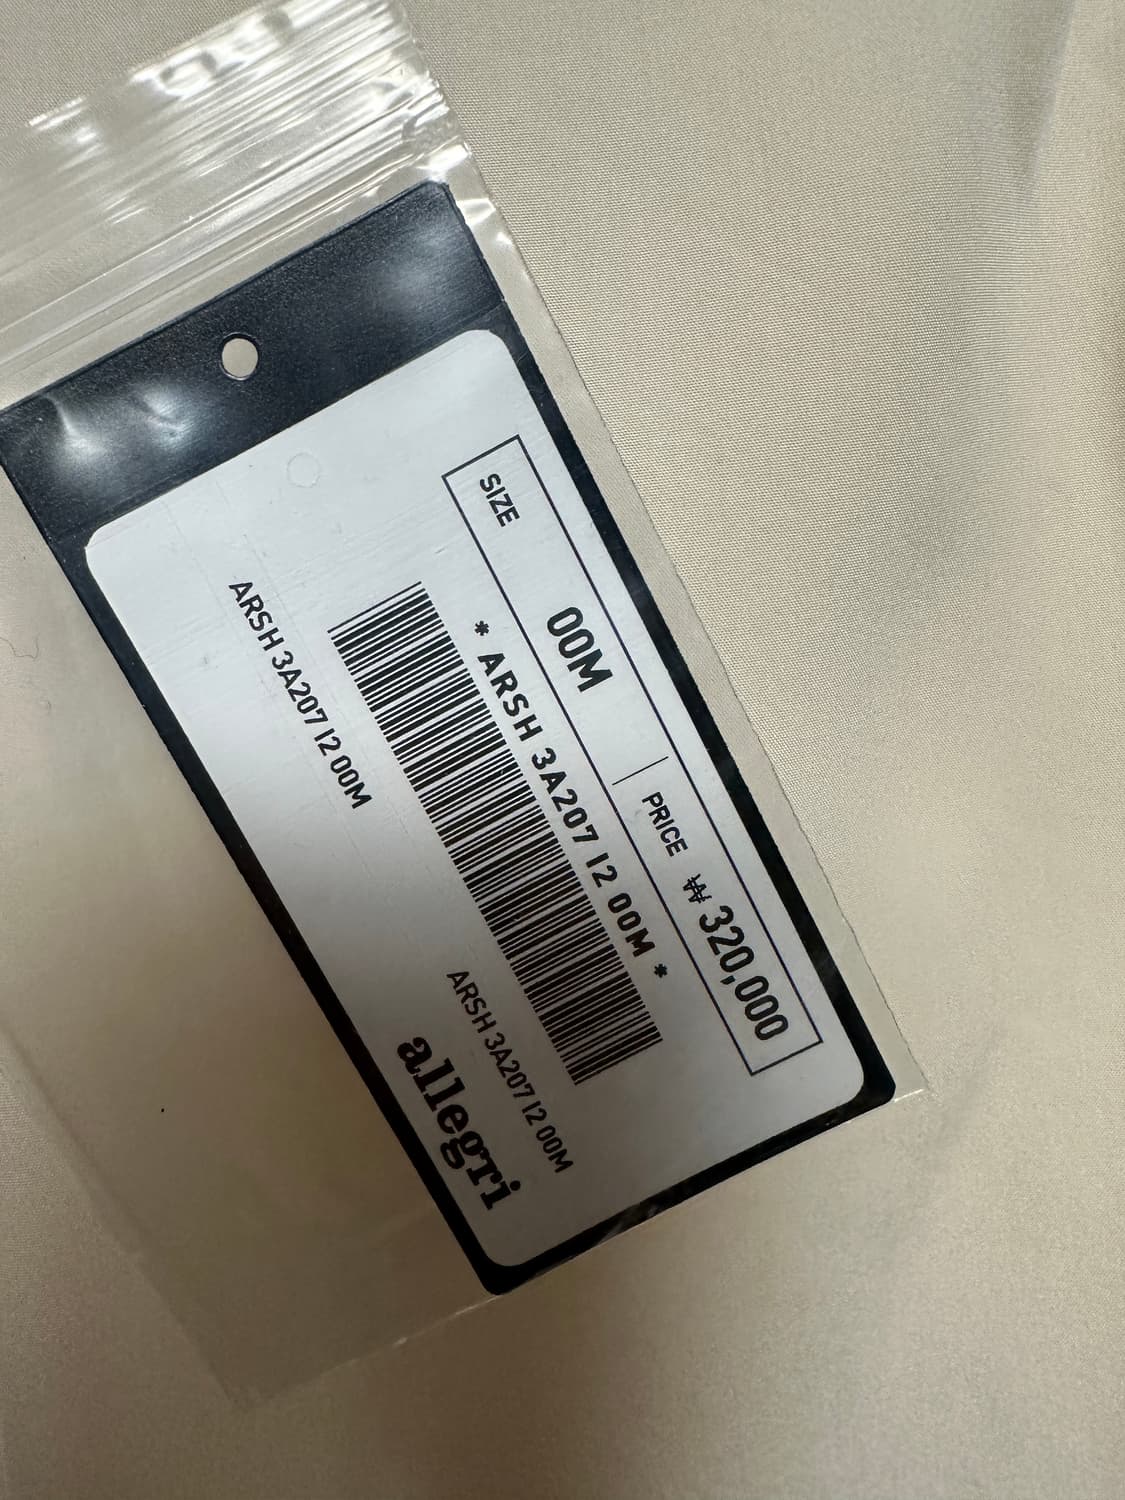 SIZE 00M PRICE ₩ 320,000
* ARSH 3A207 I2 00M *
ARSH 3A207 I2 00M
ARSH 3A207 I2 00M
allegri